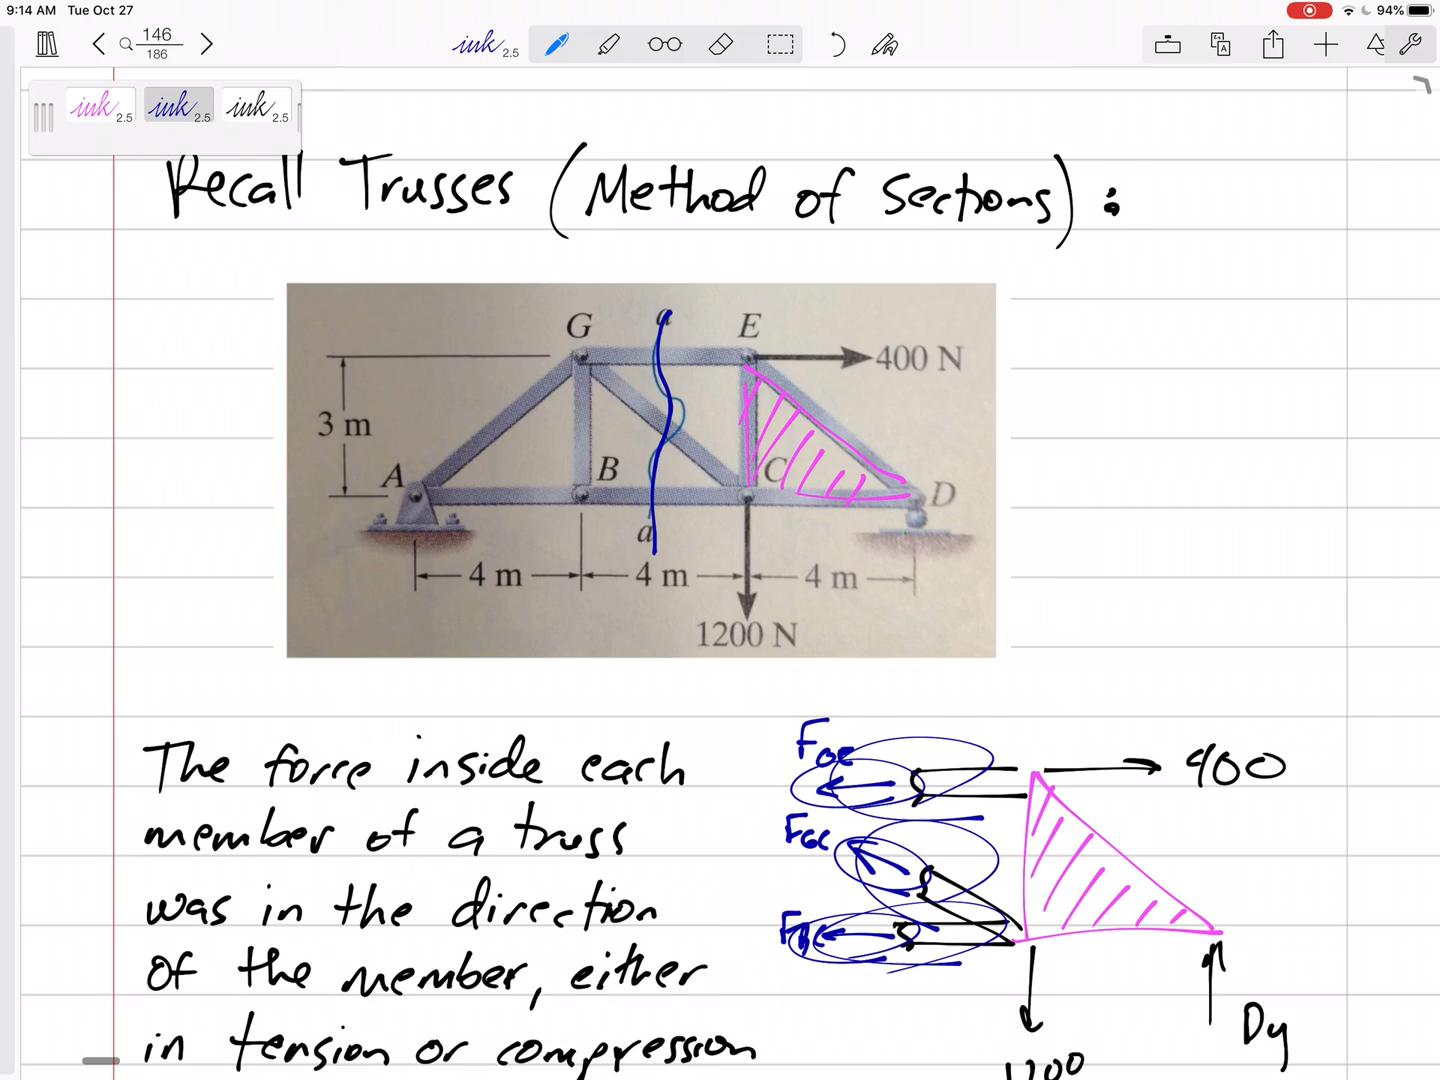 9:14 AM Tue Oct 27
94%
146
186
ink 2.5
ink 2.5
ink 2.5
ink 2.5
Recall Trusses (Method of Sections) :
G
a
E
400 N
3 m
A
B
C
D
a
4 m
4 m
4 m
1200 N
The force inside each
member of a truss
was in the direction
of the member, either
in tension or compression
FGE
400
FGC
FBC
Dy
1200